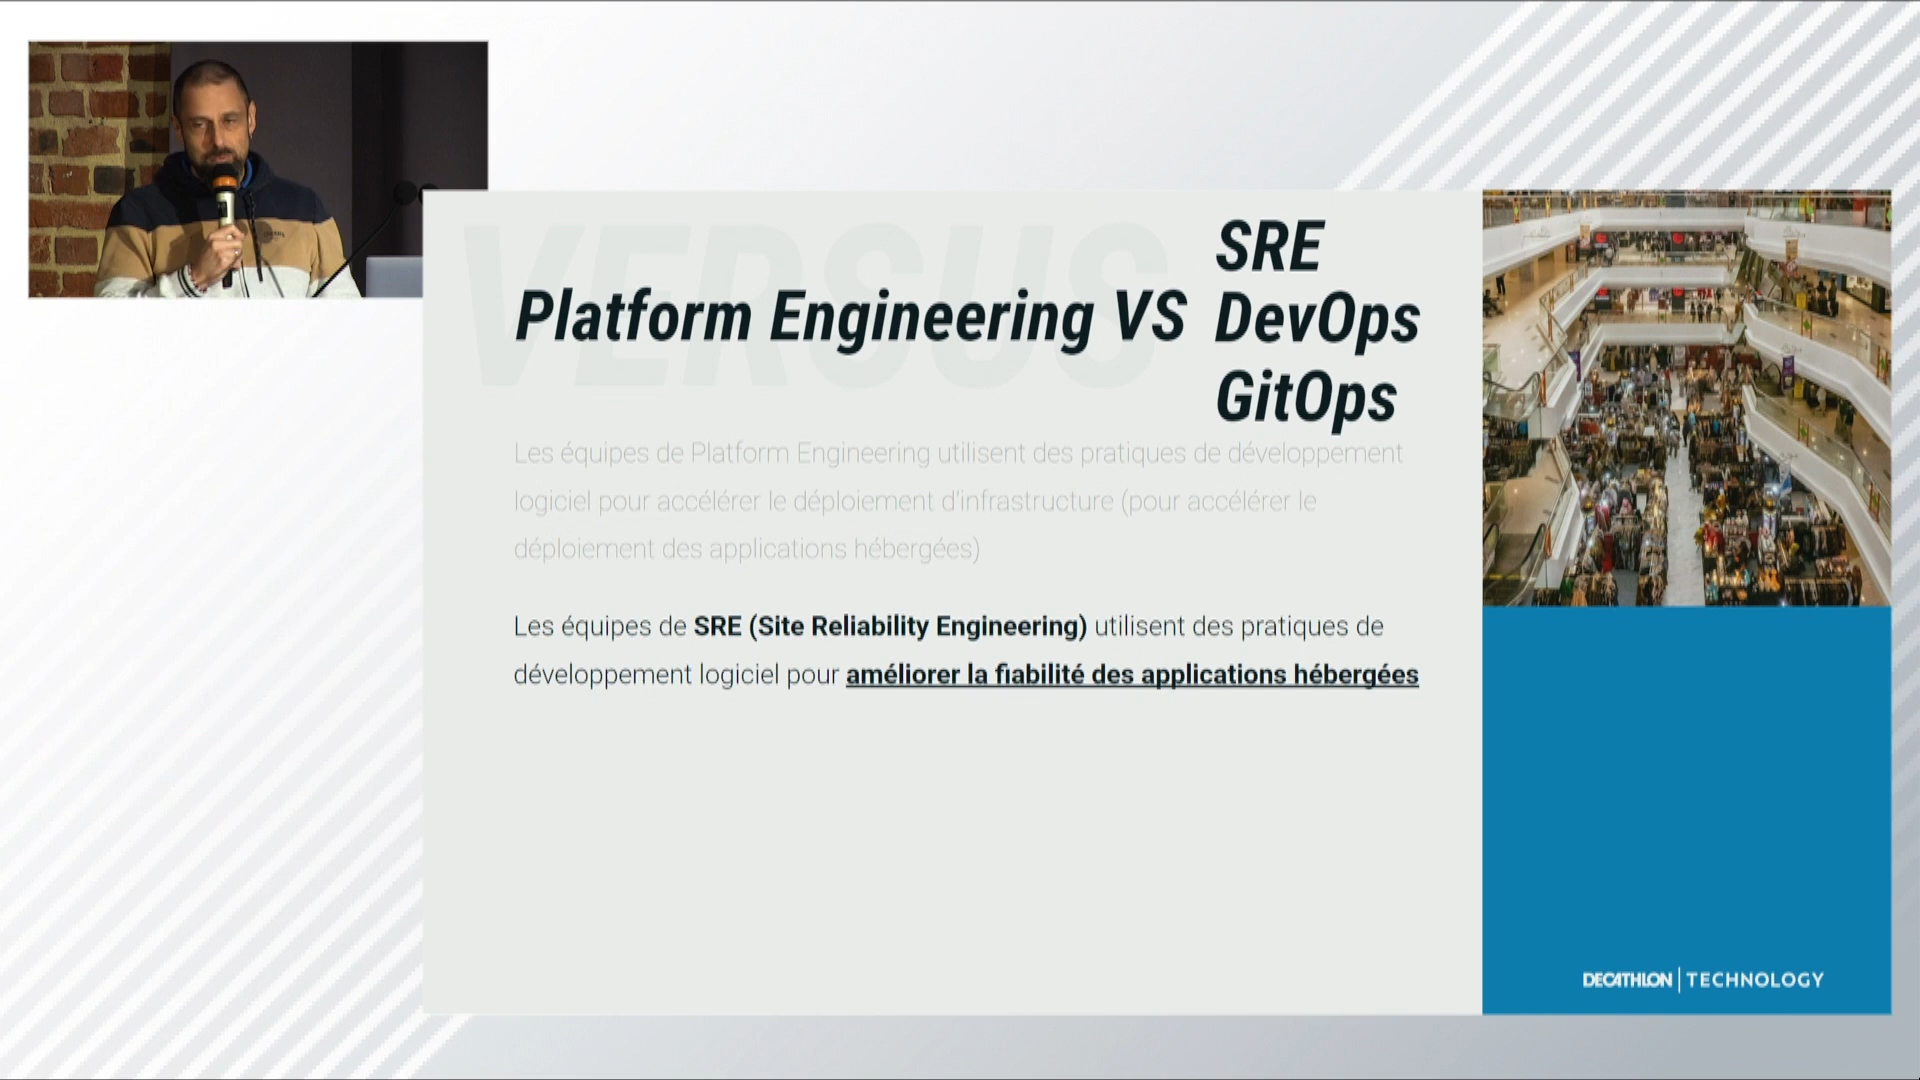 VERSUS
Platform Engineering VS
SRE
DevOps
GitOps
Les équipes de Platform Engineering utilisent des pratiques de développement
logiciel pour accélérer le déploiement d'infrastructure (pour accélérer le
déploiement des applications hébergées)
Les équipes de SRE (Site Reliability Engineering) utilisent des pratiques de
développement logiciel pour améliorer la fiabilité des applications hébergées
DECATHLON | TECHNOLOGY